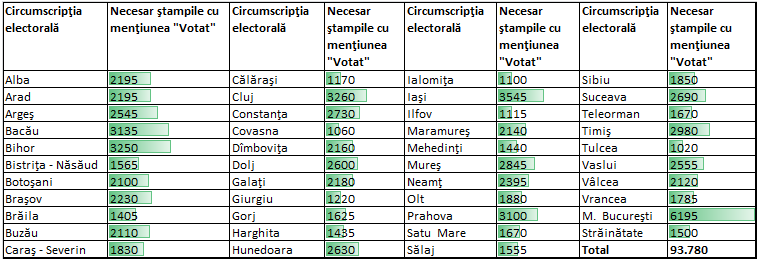 Circumscripţia electorală Necesar ştampile cu menţiunea "Votat" Circumscripţia electorală Necesar ştampile cu menţiunea "Votat" Circumscripţia electorală Necesar ştampile cu menţiunea "Votat" Circumscripţia electorală Necesar ştampile cu menţiunea "Votat"
Alba 2195 Călăraşi 1170 Ialomiţa 1100 Sibiu 1850
Arad 2195 Cluj 3260 Iaşi 3545 Suceava 2690
Argeş 2545 Constanţa 2730 Ilfov 1115 Teleorman 1670
Bacău 3135 Covasna 1060 Maramureş 2140 Timiş 2980
Bihor 3250 Dîmboviţa 2160 Mehedinţi 1440 Tulcea 1020
Bistriţa - Năsăud 1565 Dolj 2600 Mureş 2845 Vaslui 2555
Botoşani 2100 Galaţi 2180 Neamţ 2395 Vâlcea 2120
Braşov 2230 Giurgiu 1220 Olt 1880 Vrancea 1785
Brăila 1405 Gorj 1625 Prahova 3100 M. Bucureşti 6195
Buzău 2110 Harghita 1435 Satu Mare 1670 Străinătate 1500
Caraş - Severin 1830 Hunedoara 2630 Sălaj 1555 Total 93.780